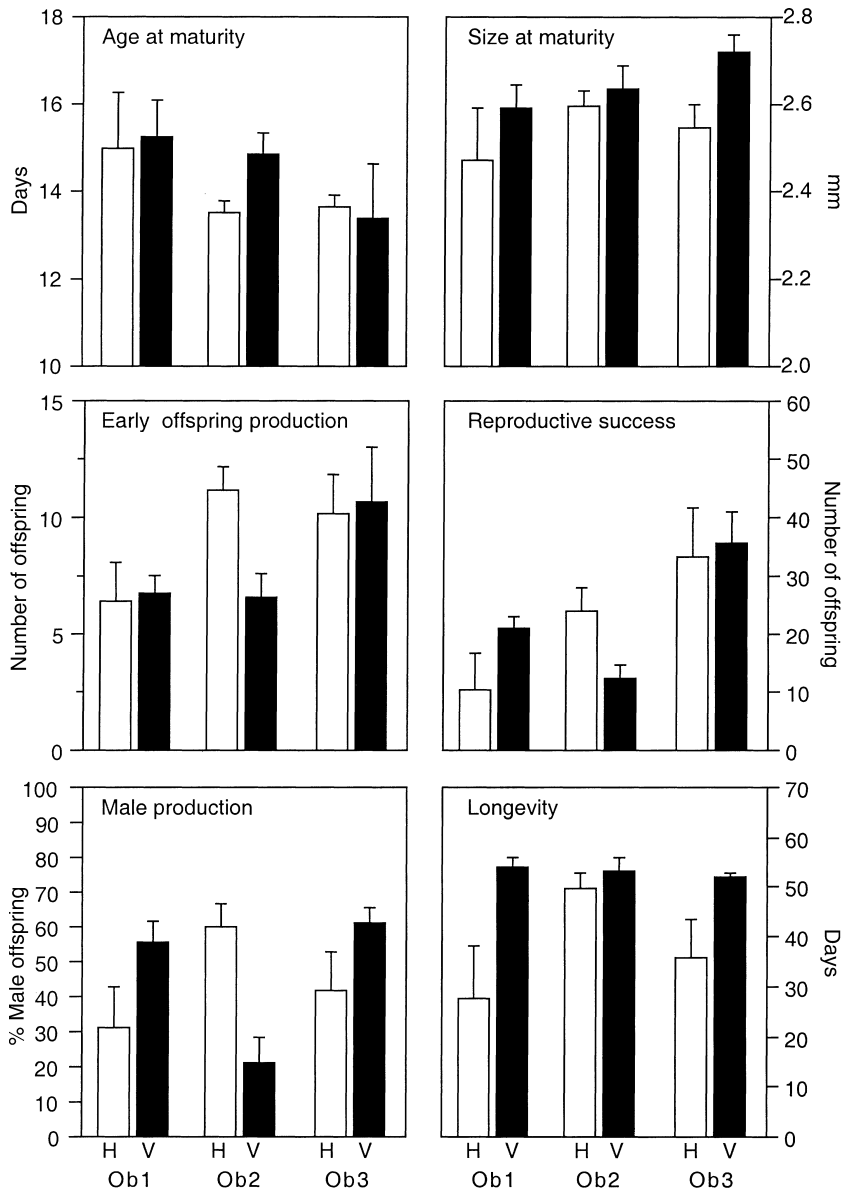 Age at maturity
18
16
14
12
10
Days
Size at maturity
2.8
2.6
2.4
2.2
2.0
mm
Early offspring production
15
10
5
0
Number of offspring
Reproductive success
60
50
40
30
20
10
0
Number of offspring
Male production
100
90
80
70
60
50
40
30
20
10
0
% Male offspring
H V H V H V
Ob1 Ob2 Ob3
Longevity
70
60
50
40
30
20
10
0
Days
H V H V H V
Ob1 Ob2 Ob3